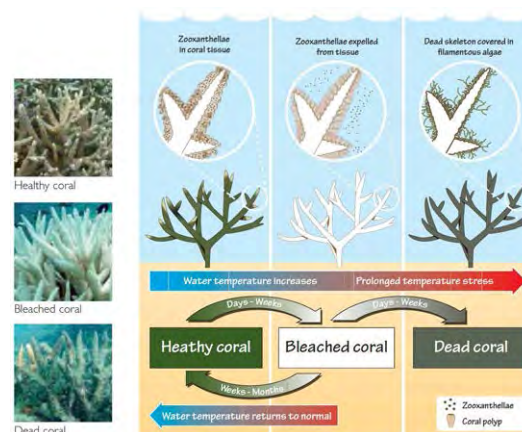 Zooxanthellae
in coral tissue
Zooxanthellae expelled
from tissue
Dead skeleton covered in
filamentous algae
Healthy coral
Bleached coral
Dead coral
Water temperature increases
Prolonged temperature stress
Days - Weeks
Days - Weeks
Heathy coral
Bleached coral
Dead coral
Weeks - Months
Water temperature returns to normal
Zooxanthellae
Coral polyp